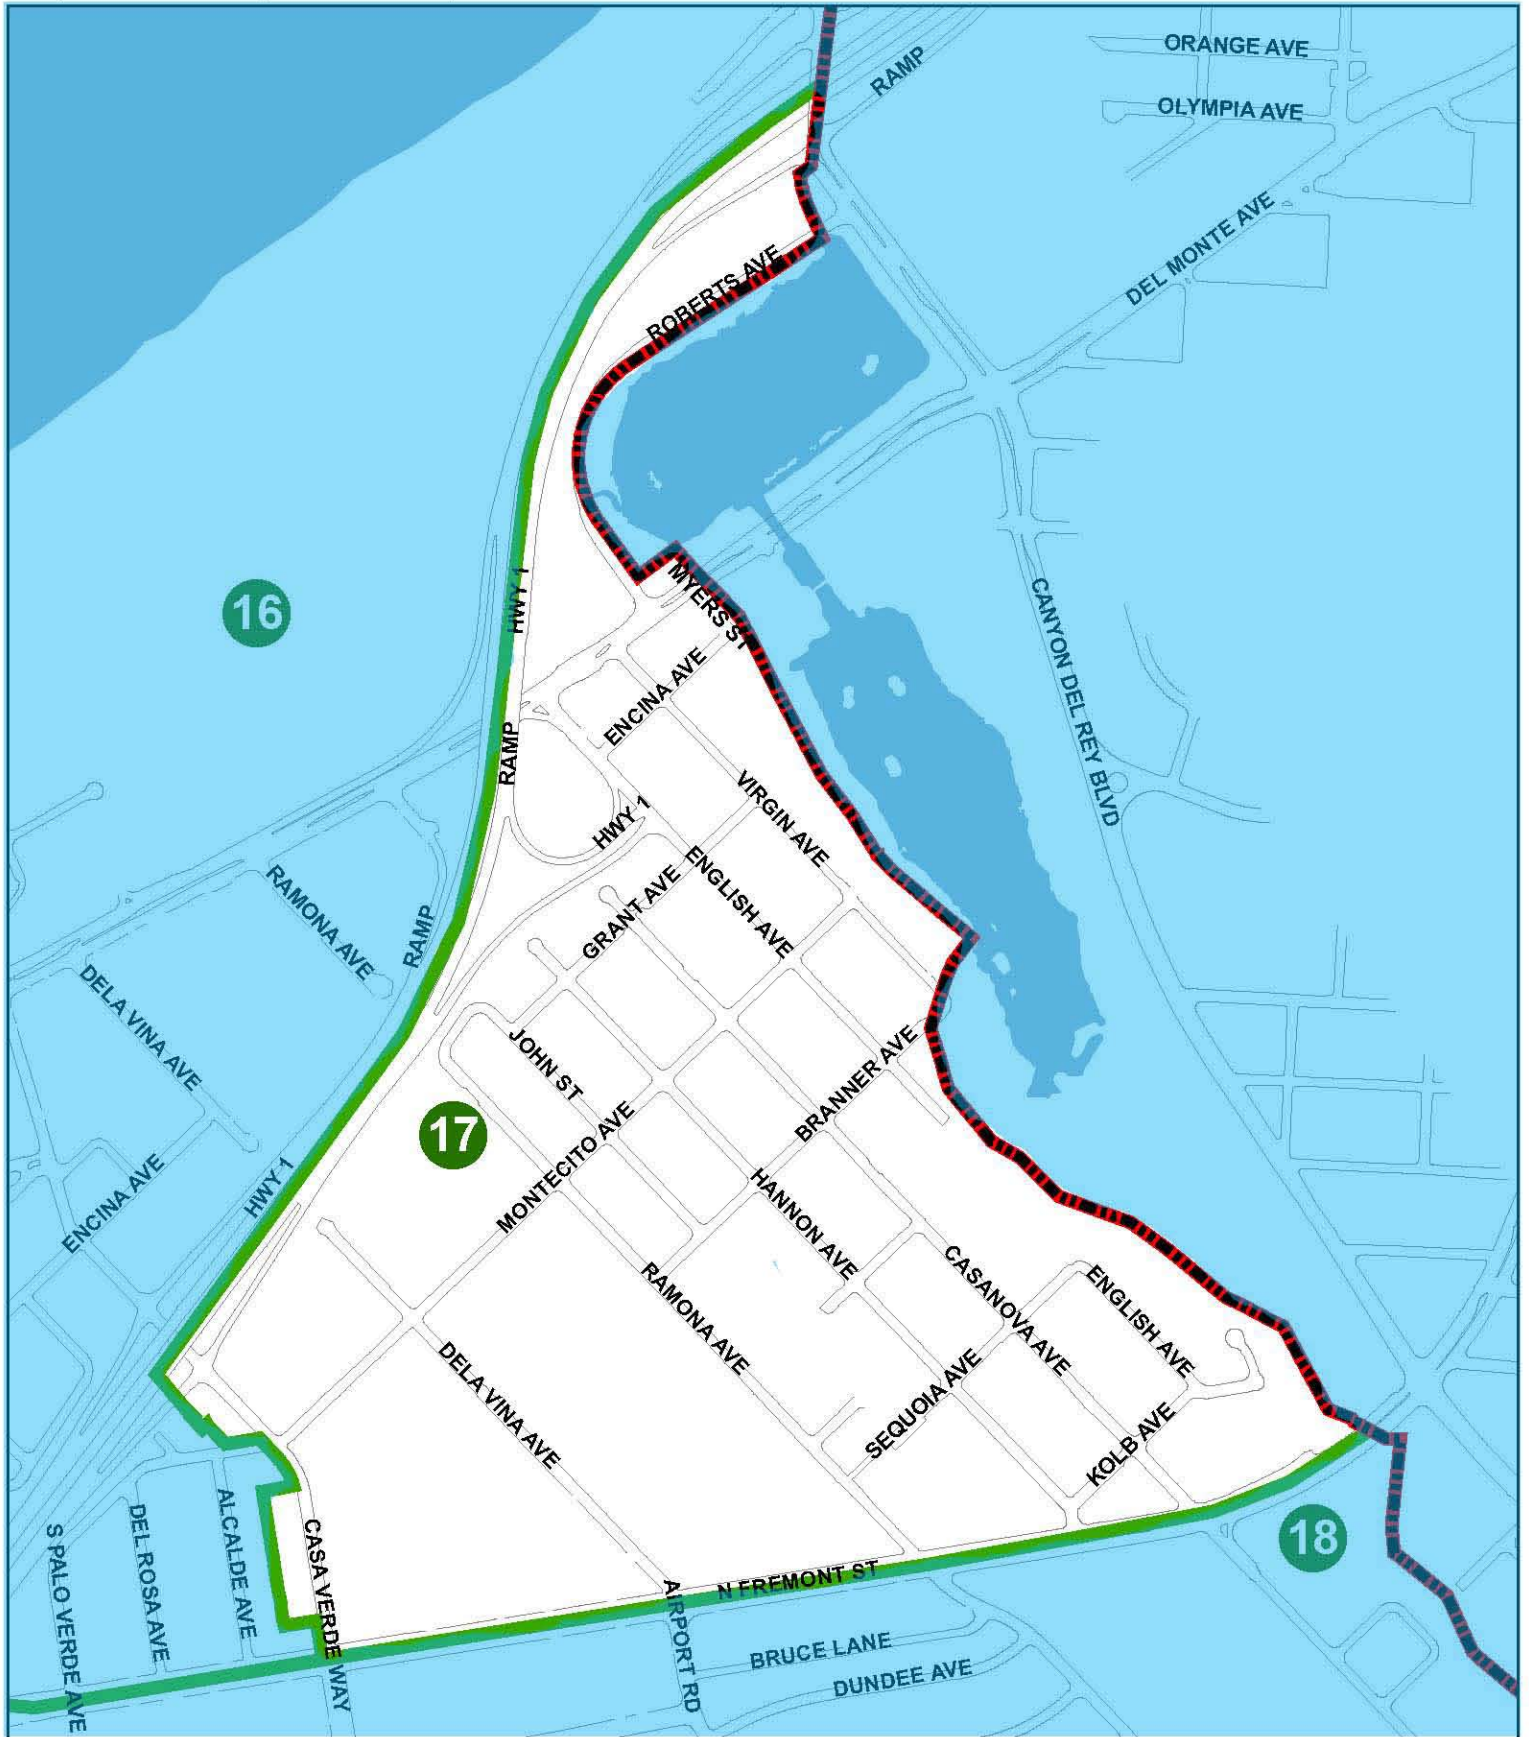 ORANGE AVE
RAMP
OLYMPIA AVE
DEL MONTE AVE
ROBERTS AVE
16
HWY 1
MYERS ST
CANYON DEL REY BLVD
ENCINA AVE
RAMP
VIRGIN AVE
HWY 1
ENGLISH AVE
GRANT AVE
RAMONA AVE
RAMP
DELA VINA AVE
JOHN ST
BRANNER AVE
17
MONTECITO AVE
ENCINA AVE
HWY 1
HANNON AVE
CASANOVA AVE
ENGLISH AVE
RAMONA AVE
DELA VINA AVE
SEQUOIA AVE
KOLB AVE
18
S PALO VERDE AVE
DEL ROSA AVE
ALCALDE AVE
CASA VERDE WAY
N FREMONT ST
AIRPORT RD
BRUCE LANE
DUNDEE AVE